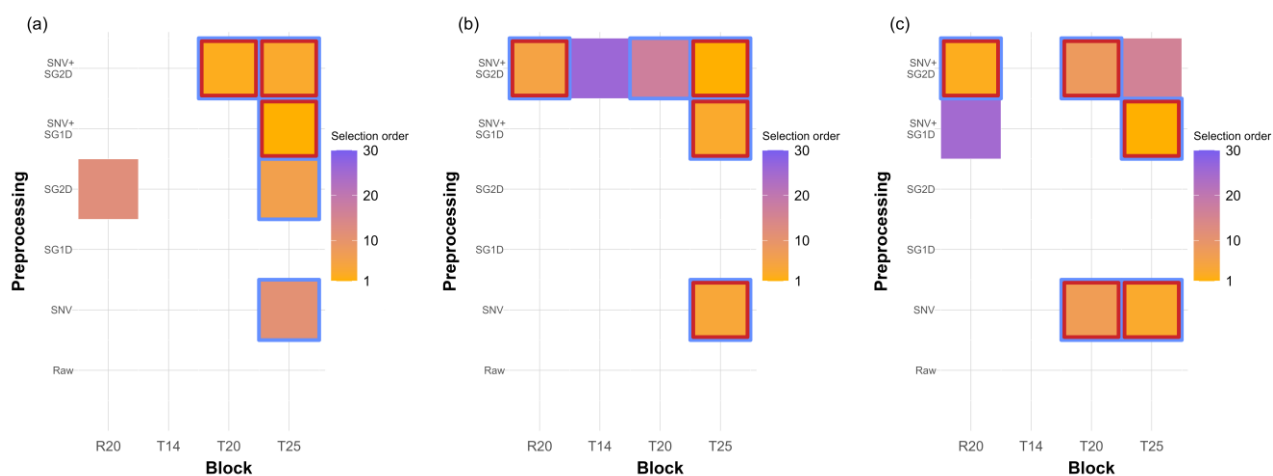 (a)
Preprocessing
SNV+
SG2D
SNV+
SG1D
SG2D
SG1D
SNV
Raw
R20 T14 T20 T25
Block
Selection order
30
20
10
1
(b)
Preprocessing
SNV+
SG2D
SNV+
SG1D
SG2D
SG1D
SNV
Raw
R20 T14 T20 T25
Block
Selection order
30
20
10
1
(c)
Preprocessing
SNV+
SG2D
SNV+
SG1D
SG2D
SG1D
SNV
Raw
R20 T14 T20 T25
Block
Selection order
30
20
10
1